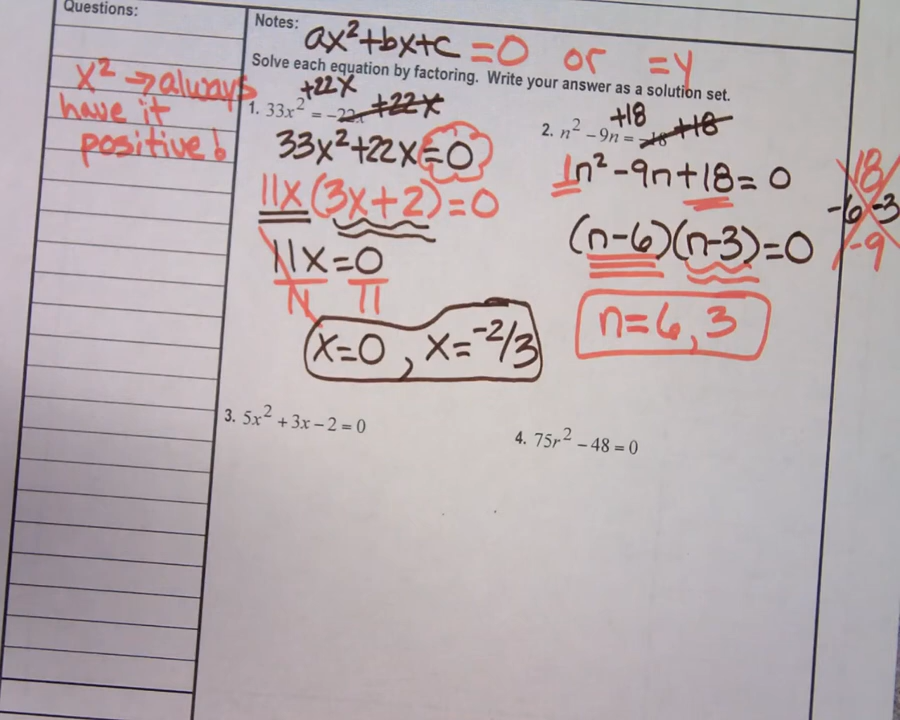 Questions:
Notes:
ax²+bx+c =0 or =y
Solve each equation by factoring. Write your answer as a solution set.
x² → always
have it
positive!
+22x
1. 33x² = -22x +22x
33x²+22x=0
11x(3x+2)=0
11x=0
11 11
x=0, x=-2/3
+18
2. n² - 9n = -18 +18
1n²-9n+18=0
18
-6 -3
-9
(n-6)(n-3)=0
n=6,3
3. 5x² + 3x - 2 = 0
4. 75r² - 48 = 0